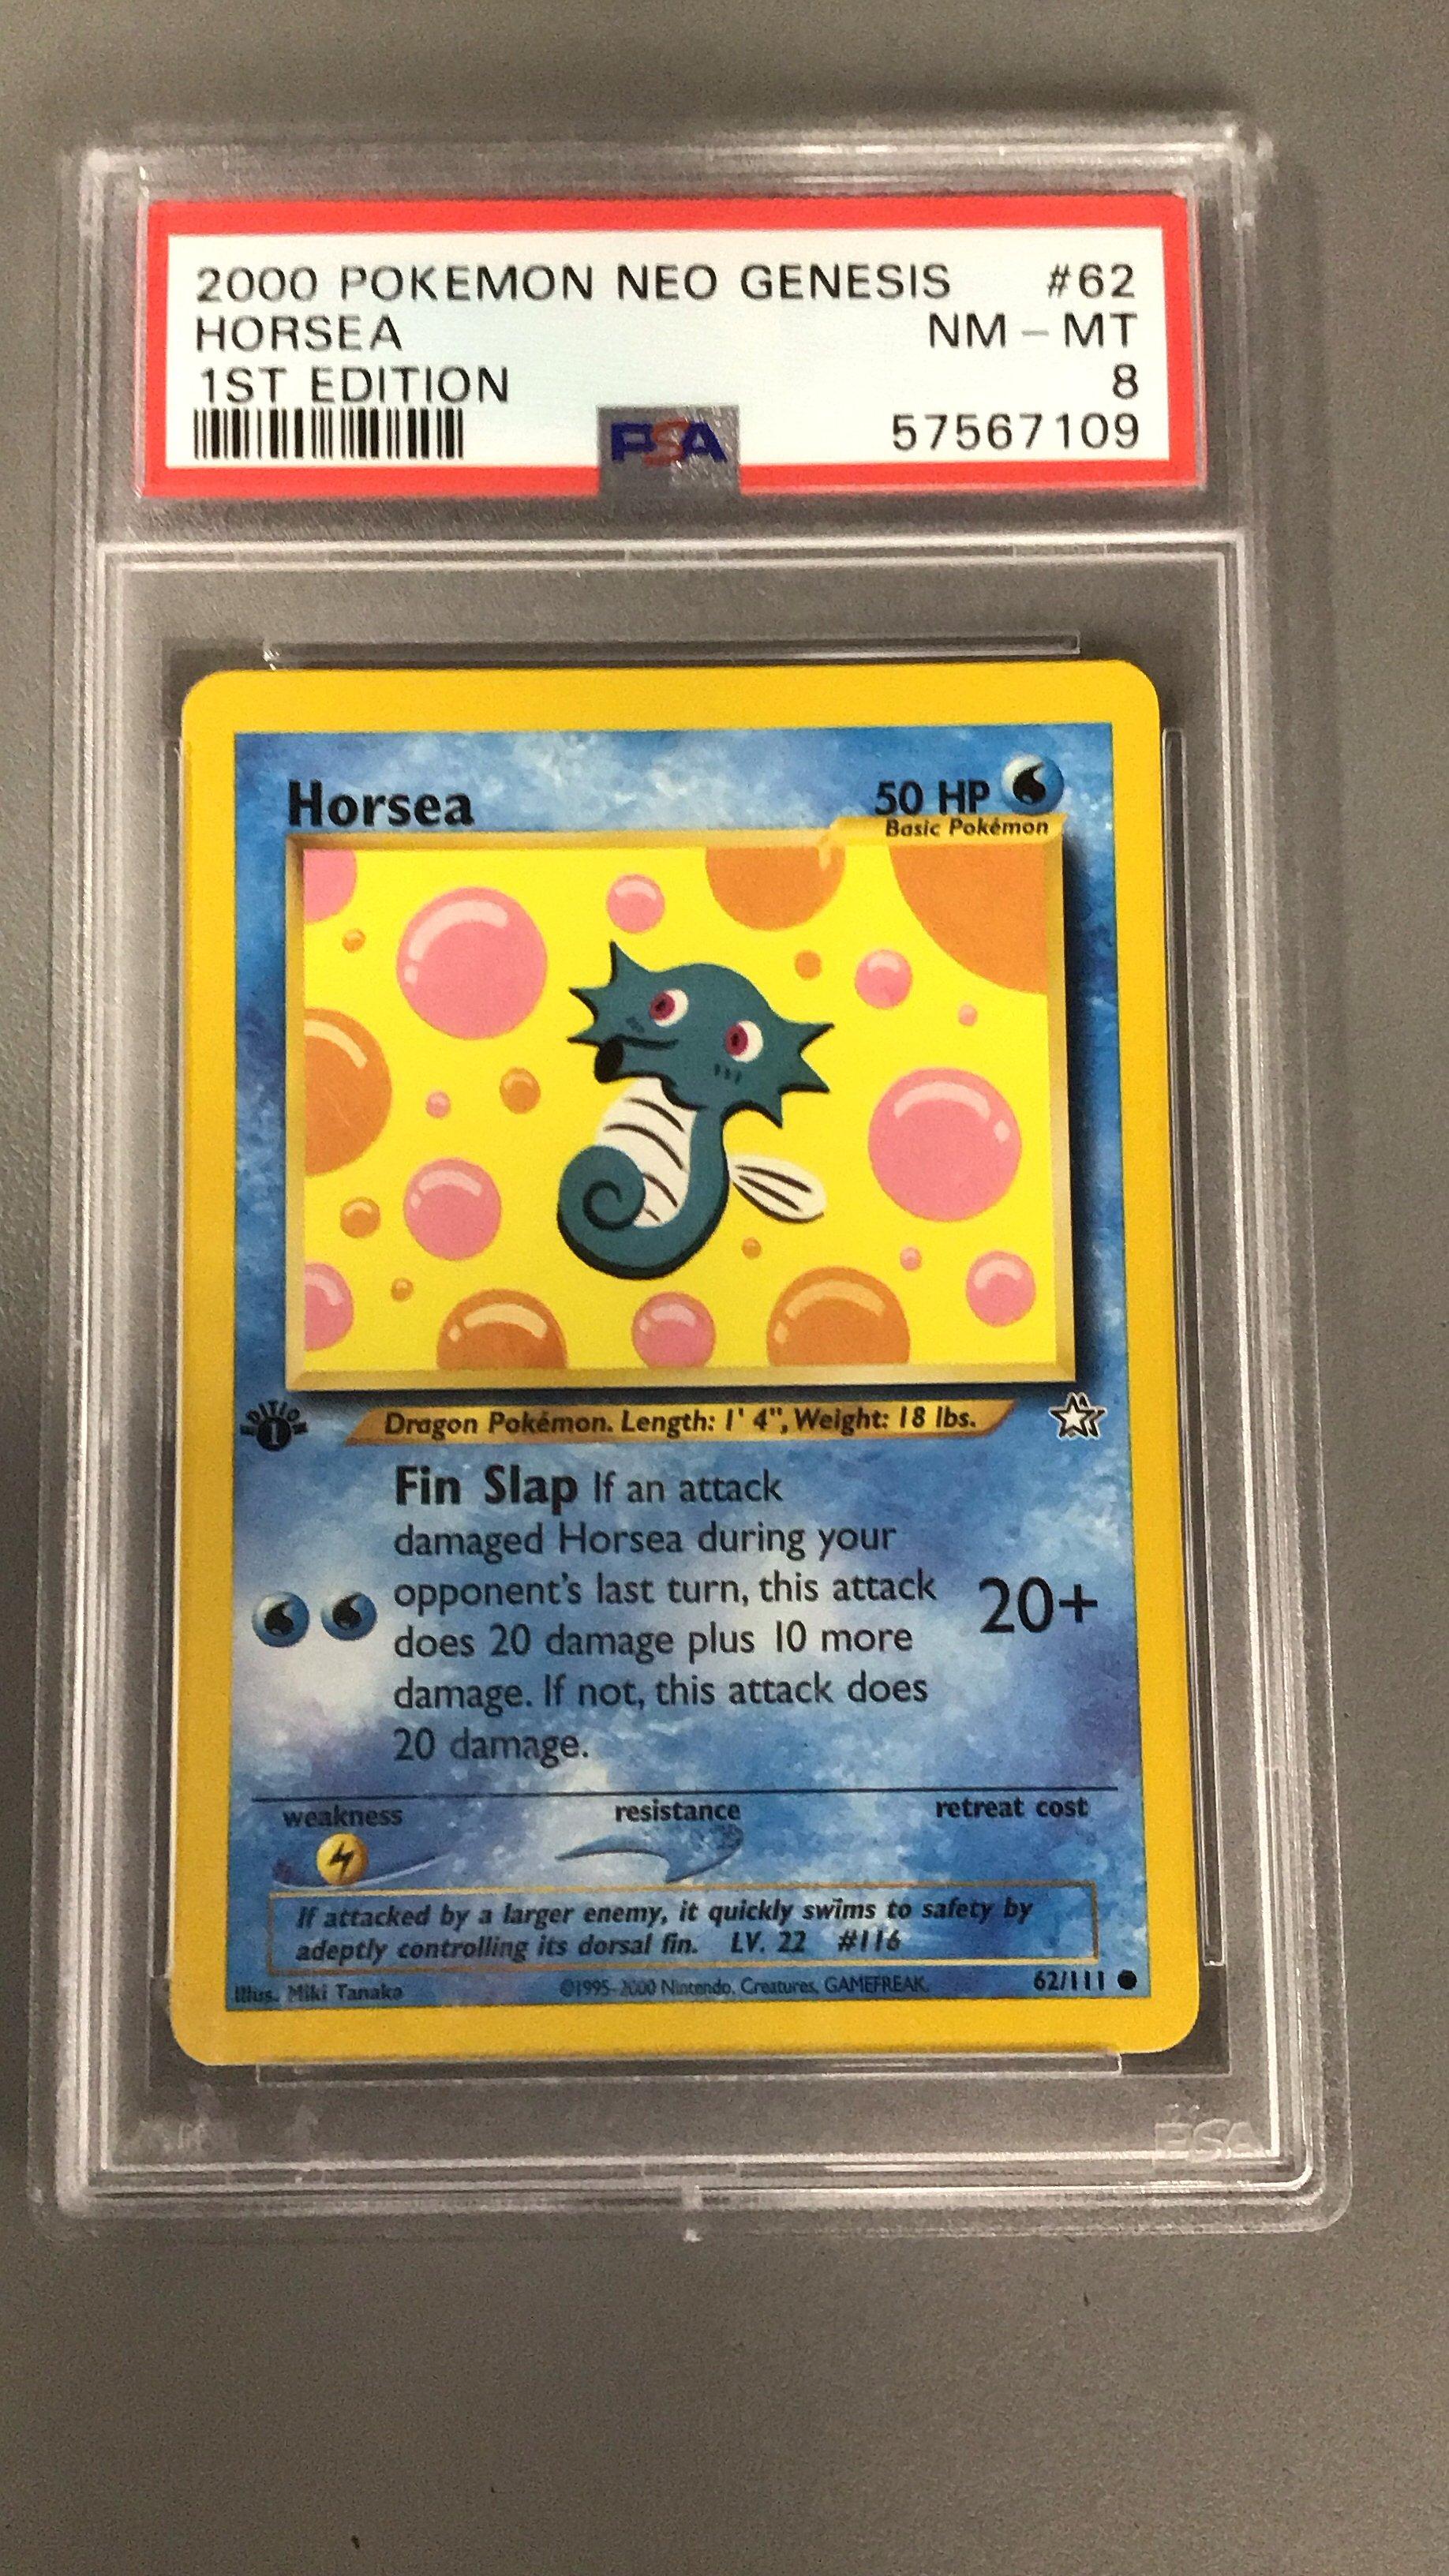 2000 POKEMON NEO GENESIS #62
HORSEA NM - MT
1ST EDITION 8
PSA 57567109
Horsea 50 HP
Basic Pokémon
EDITION 1
Dragon Pokémon. Length: 1' 4", Weight: 18 lbs.
Fin Slap If an attack
damaged Horsea during your
opponent's last turn, this attack
does 20 damage plus 10 more
damage. If not, this attack does
20 damage.
20+
weakness resistance retreat cost
If attacked by a larger enemy, it quickly swims to safety by
adeptly controlling its dorsal fin. LV. 22 #116
Illus. Miki Tanaka ©1995-2000 Nintendo, Creatures, GAMEFREAK. 62/111
PSA